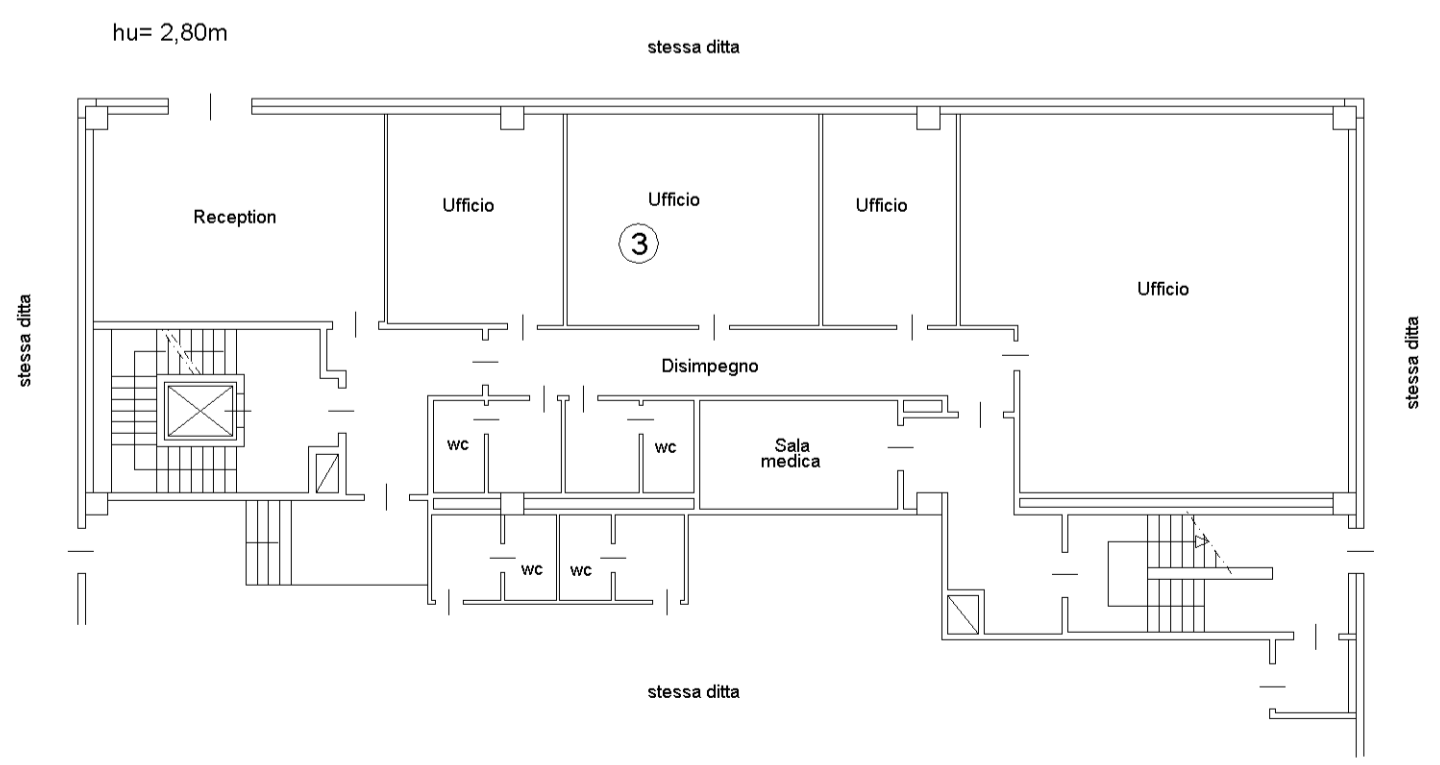 hu= 2,80m
stessa ditta
Ufficio
Ufficio
Ufficio
Reception
3
Ufficio
stessa ditta
stessa ditta
Disimpegno
wc
wc
Sala
medica
wc
wc
stessa ditta